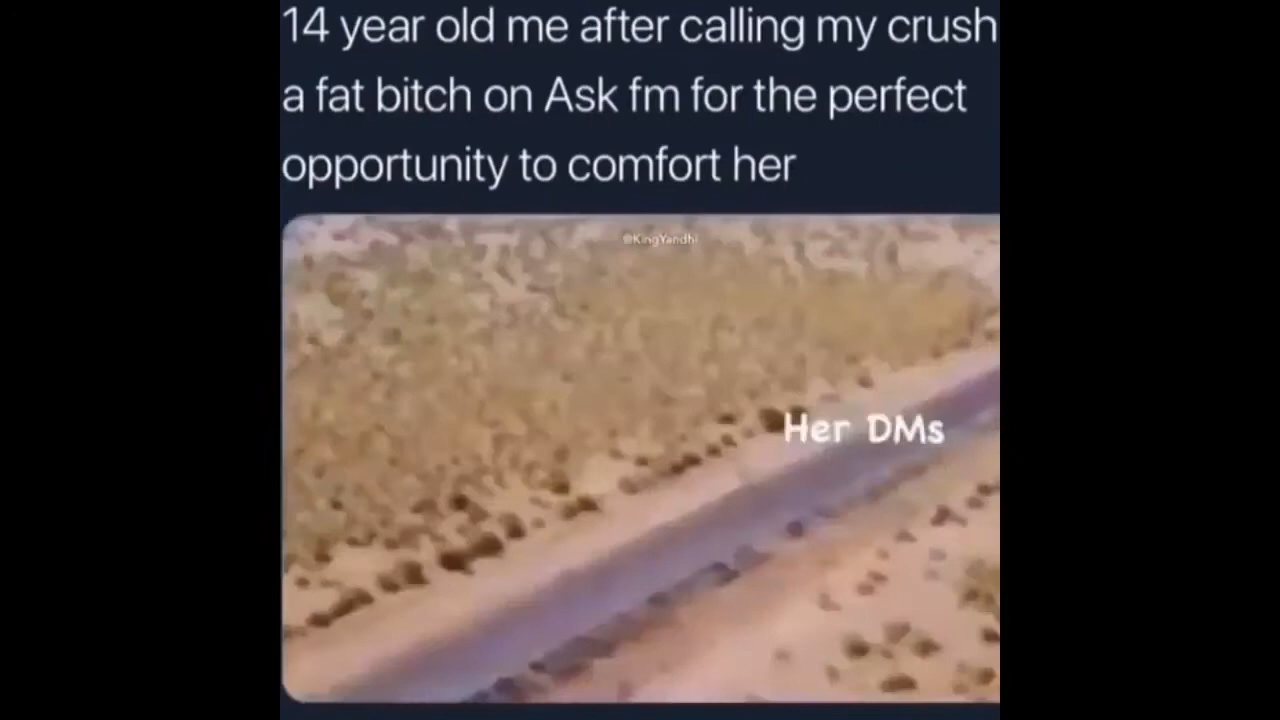 14 year old me after calling my crush
a fat bitch on Ask fm for the perfect
opportunity to comfort her
@KingYandhi
Her DMs